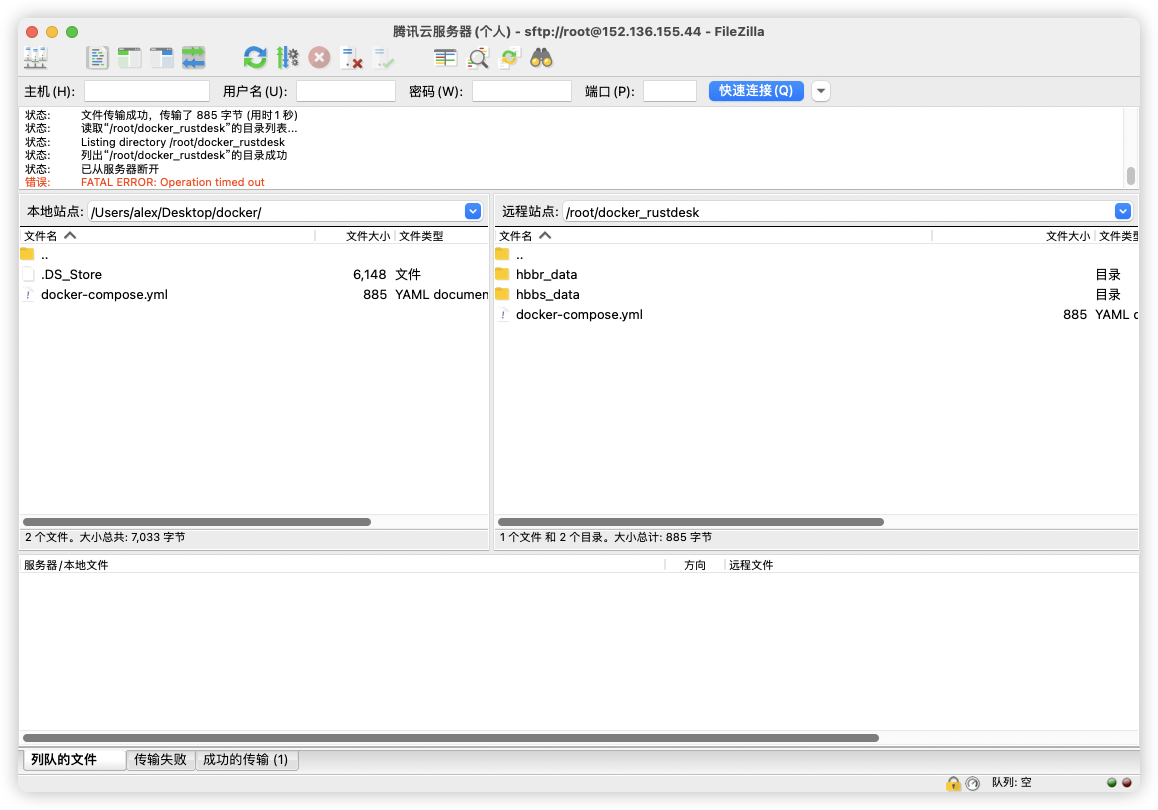 腾讯云服务器 (个人) - sftp://root@152.136.155.44 - FileZilla
主机 (H): 用户名 (U): 密码 (W): 端口 (P): 快速连接 (Q)
状态: 文件传输成功，传输了 885 字节 (用时1 秒)
状态: 读取“/root/docker_rustdesk”的目录列表...
状态: Listing directory /root/docker_rustdesk
状态: 列出“/root/docker_rustdesk”的目录成功
状态: 已从服务器断开
错误: FATAL ERROR: Operation timed out
本地站点: /Users/alex/Desktop/docker/
文件名 文件大小 文件类型
..
.DS_Store 6,148 文件
docker-compose.yml 885 YAML documen
2 个文件。大小总共: 7,033 字节
远程站点: /root/docker_rustdesk
文件名 文件大小 文件类型
..
hbbr_data 目录
hbbs_data 目录
docker-compose.yml 885 YAML d
1 个文件 和 2 个目录。大小总计: 885 字节
服务器/本地文件 方向 远程文件
列队的文件 传输失败 成功的传输 (1)
队列: 空